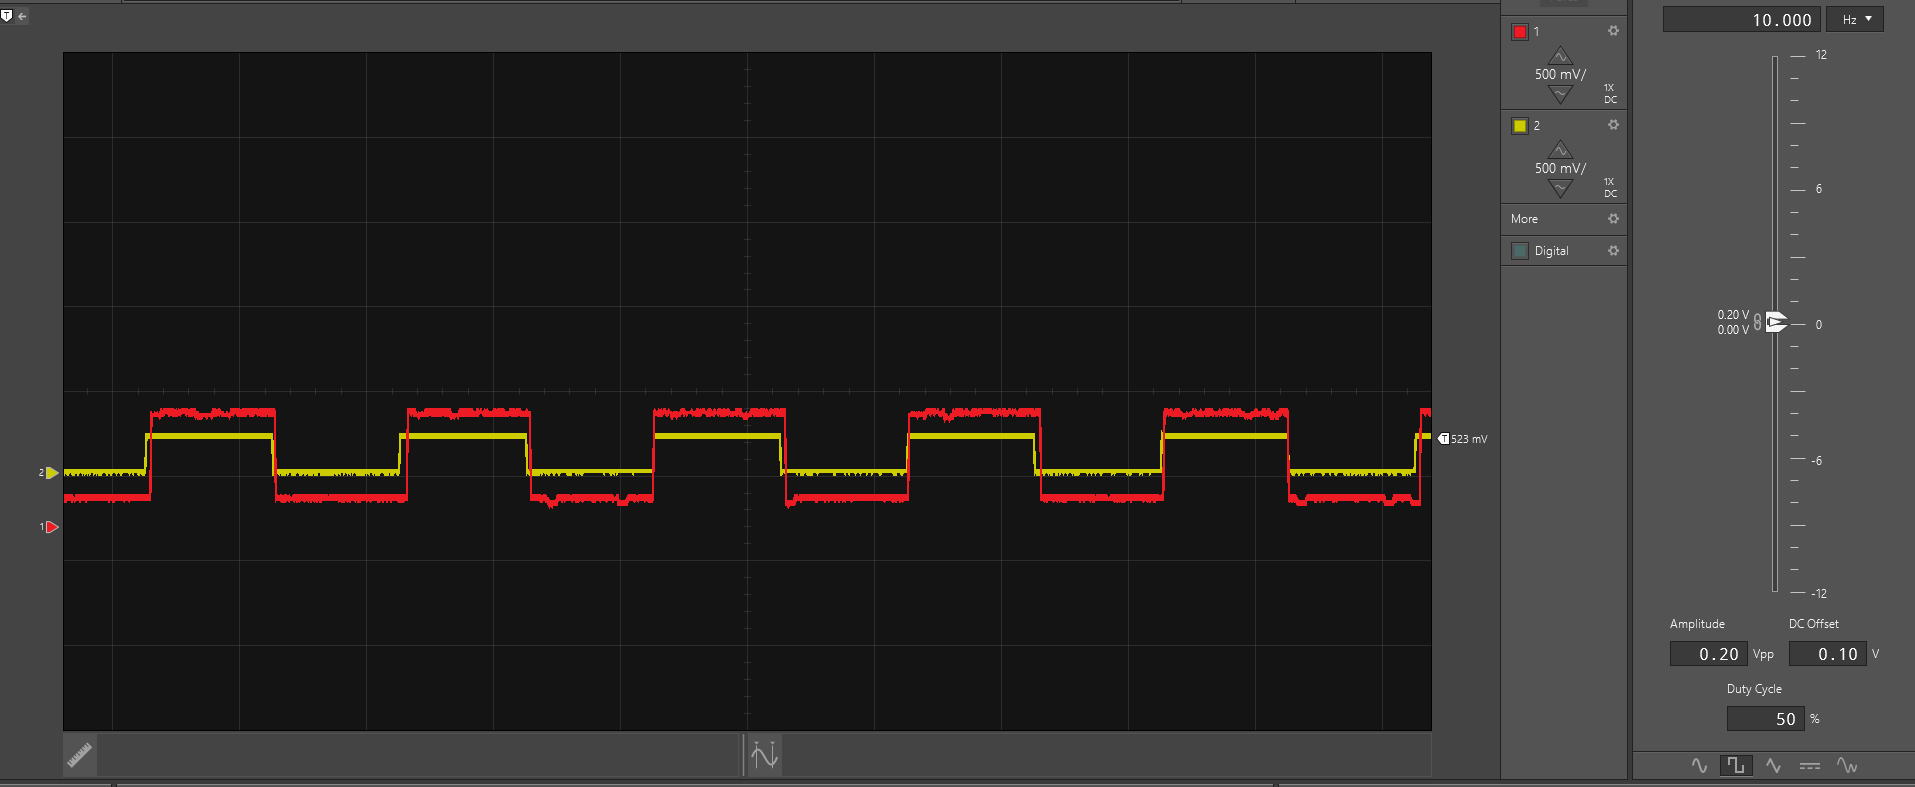 T
10.000 Hz
1
500 mV/
1X
DC
2
500 mV/
1X
DC
More
Digital
12
6
0.20 V
0.00 V
0
-6
-12
2
1
T 523 mV
Amplitude DC Offset
0.20 Vpp 0.10 V
Duty Cycle
50 %